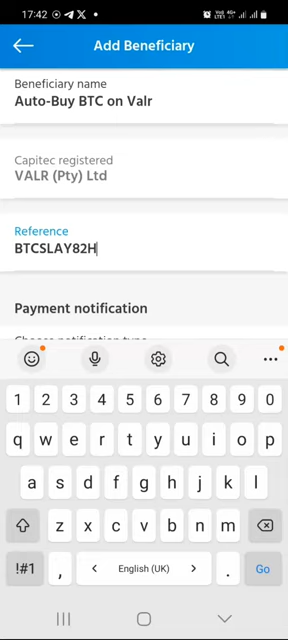 17:42
Add Beneficiary
Beneficiary name
Auto-Buy BTC on Valr
Capitec registered
VALR (Pty) Ltd
Reference
BTCSLAY82H
Payment notification
Choose notification type
1 2 3 4 5 6 7 8 9 0
q w e r t y u i o p
a s d f g h j k l
z x c v b n m
!#1 , < English (UK) > . Go